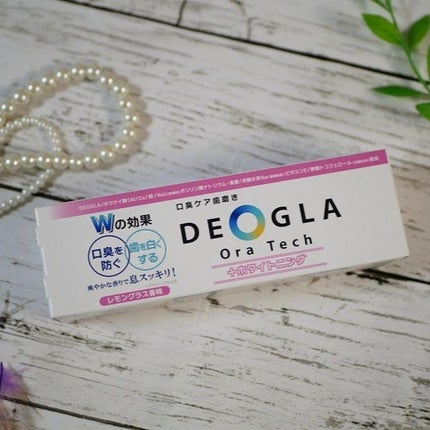 Wの効果
口臭を
防ぐ
歯を白く
する
爽やかな香りで息スッキリ!
レモングラス香味
口臭ケア歯磨き
DEOGLA
Ora Tech
+ホワイトニング